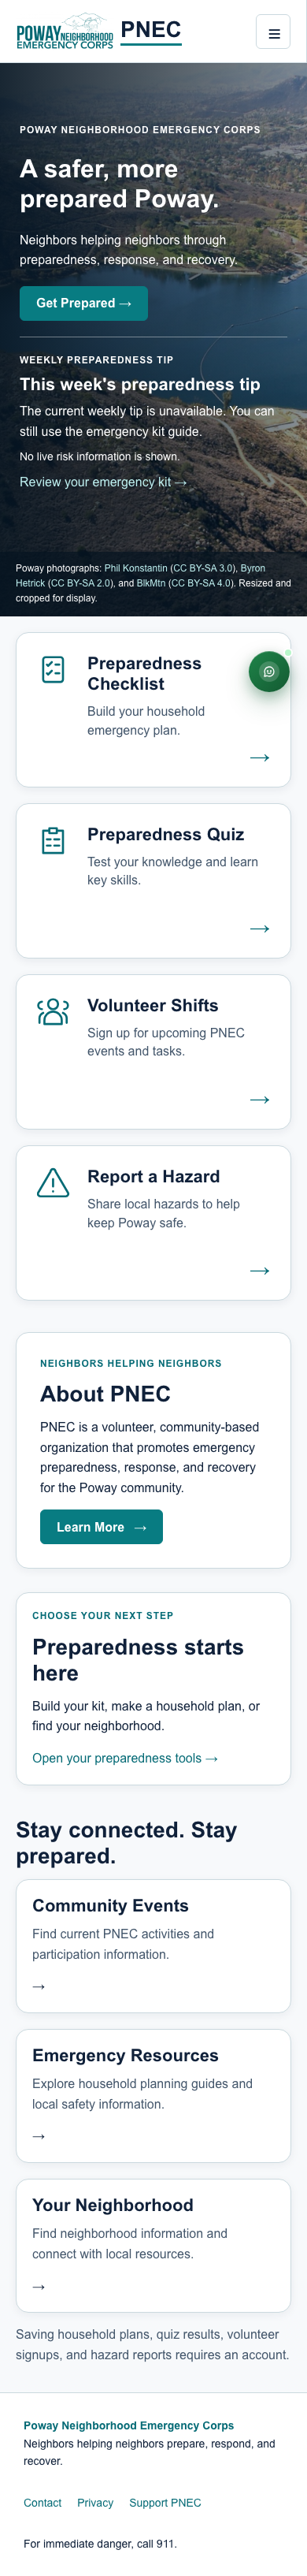 POWAY NEIGHBORHOOD
EMERGENCY CORPS
PNEC
POWAY NEIGHBORHOOD EMERGENCY CORPS
A safer, more
prepared Poway.
Neighbors helping neighbors through
preparedness, response, and recovery.
Get Prepared →
WEEKLY PREPAREDNESS TIP
This week's preparedness tip
The current weekly tip is unavailable. You can
still use the emergency kit guide.
No live risk information is shown.
Review your emergency kit →
Poway photographs: Phil Konstantin (CC BY-SA 3.0), Byron
Hetrick (CC BY-SA 2.0), and BlkMtn (CC BY-SA 4.0). Resized and
cropped for display.
Preparedness
Checklist
Build your household
emergency plan.
→
Preparedness Quiz
Test your knowledge and learn
key skills.
→
Volunteer Shifts
Sign up for upcoming PNEC
events and tasks.
→
Report a Hazard
Share local hazards to help
keep Poway safe.
→
NEIGHBORS HELPING NEIGHBORS
About PNEC
PNEC is a volunteer, community-based
organization that promotes emergency
preparedness, response, and recovery
for the Poway community.
Learn More →
CHOOSE YOUR NEXT STEP
Preparedness starts
here
Build your kit, make a household plan, or
find your neighborhood.
Open your preparedness tools →
Stay connected. Stay
prepared.
Community Events
Find current PNEC activities and
participation information.
→
Emergency Resources
Explore household planning guides and
local safety information.
→
Your Neighborhood
Find neighborhood information and
connect with local resources.
→
Saving household plans, quiz results, volunteer
signups, and hazard reports requires an account.
Poway Neighborhood Emergency Corps
Neighbors helping neighbors prepare, respond, and
recover.
Contact Privacy Support PNEC
For immediate danger, call 911.